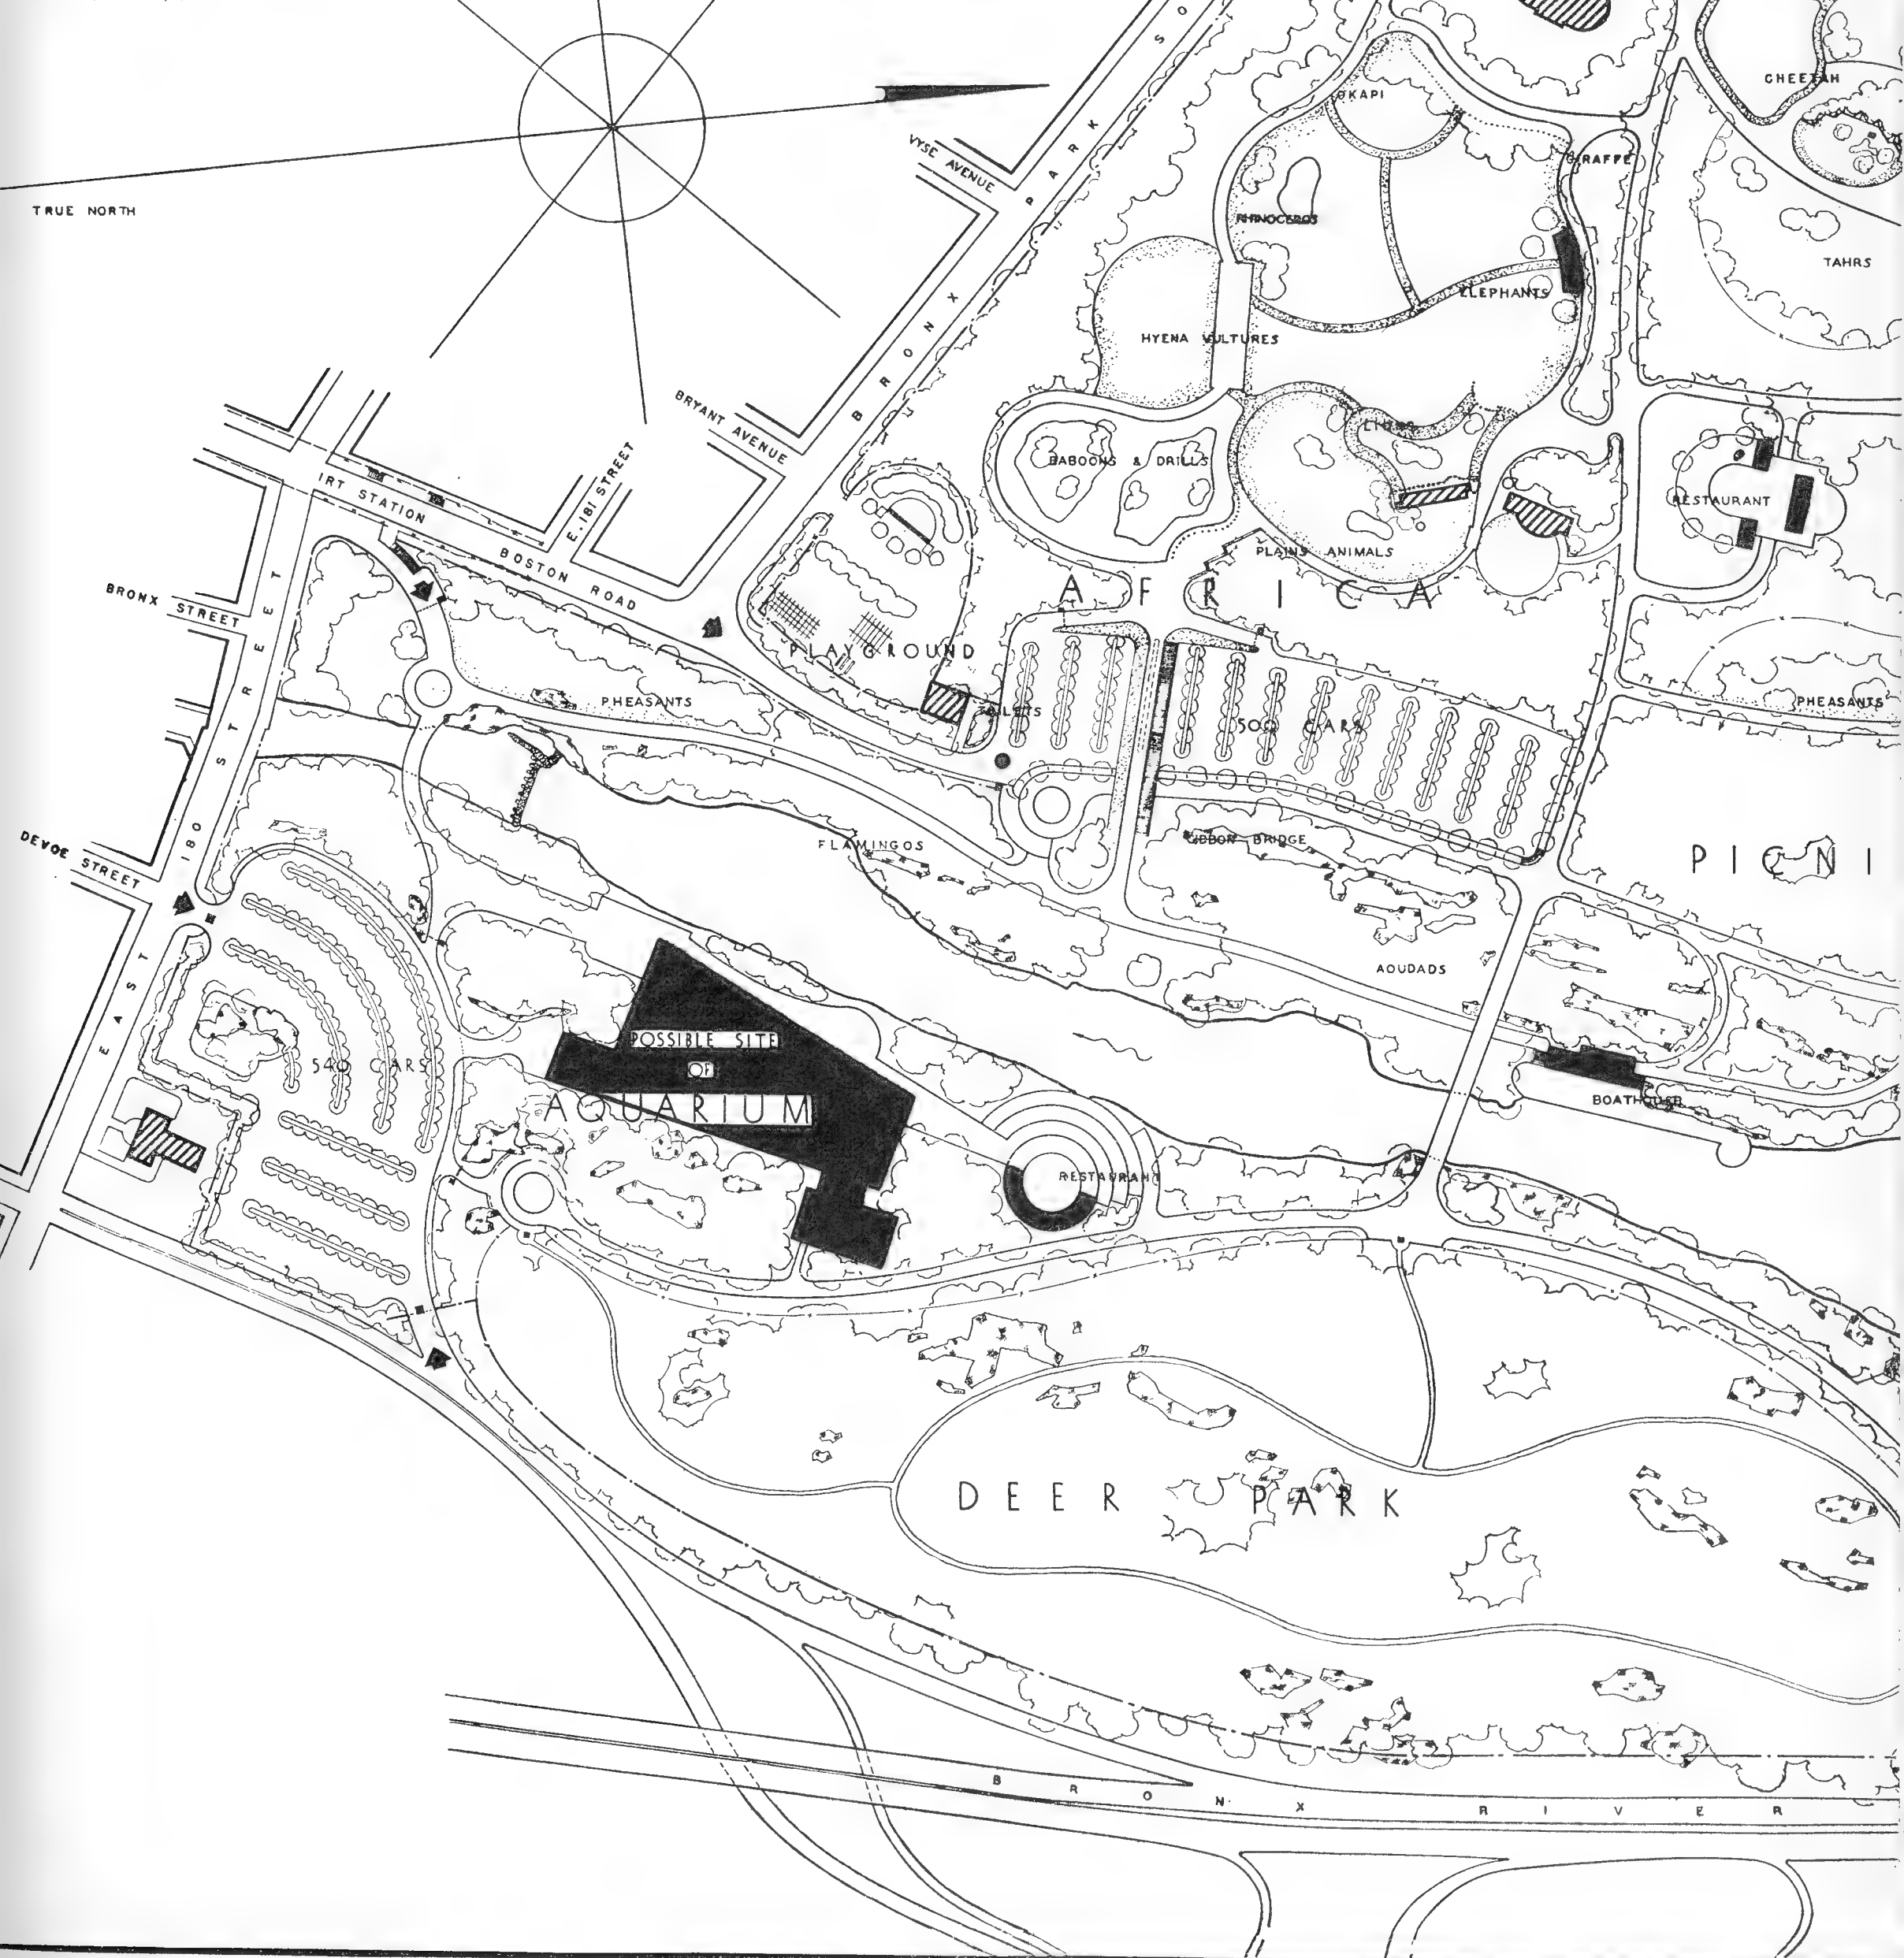 CHEETAH
OKAPI
VYSE AVENUE
GIRAFFE
TRUE NORTH
RHINOCEROS
TAHRS
ELEPHANTS
HYENA VULTURES
BRONX PARK SO
BRYANT AVENUE
LIONS
BABOONS & DRILLS
E. 181 STREET
IRT STATION
RESTAURANT
BOSTON ROAD
PLAINS ANIMALS
BRONX STREET
AFRICA
PLAYGROUND
PHEASANTS
TOILETS
PHEASANTS
500 CARS
EAST 180 STREET
FLAMINGOS
GIBBON BRIDGE
DEVOE STREET
PICNI
AOUDADS
POSSIBLE SITE
OF
AQUARIUM
540 CARS
BOATHOUSE
RESTAURANT
DEER PARK
BRONX RIVER